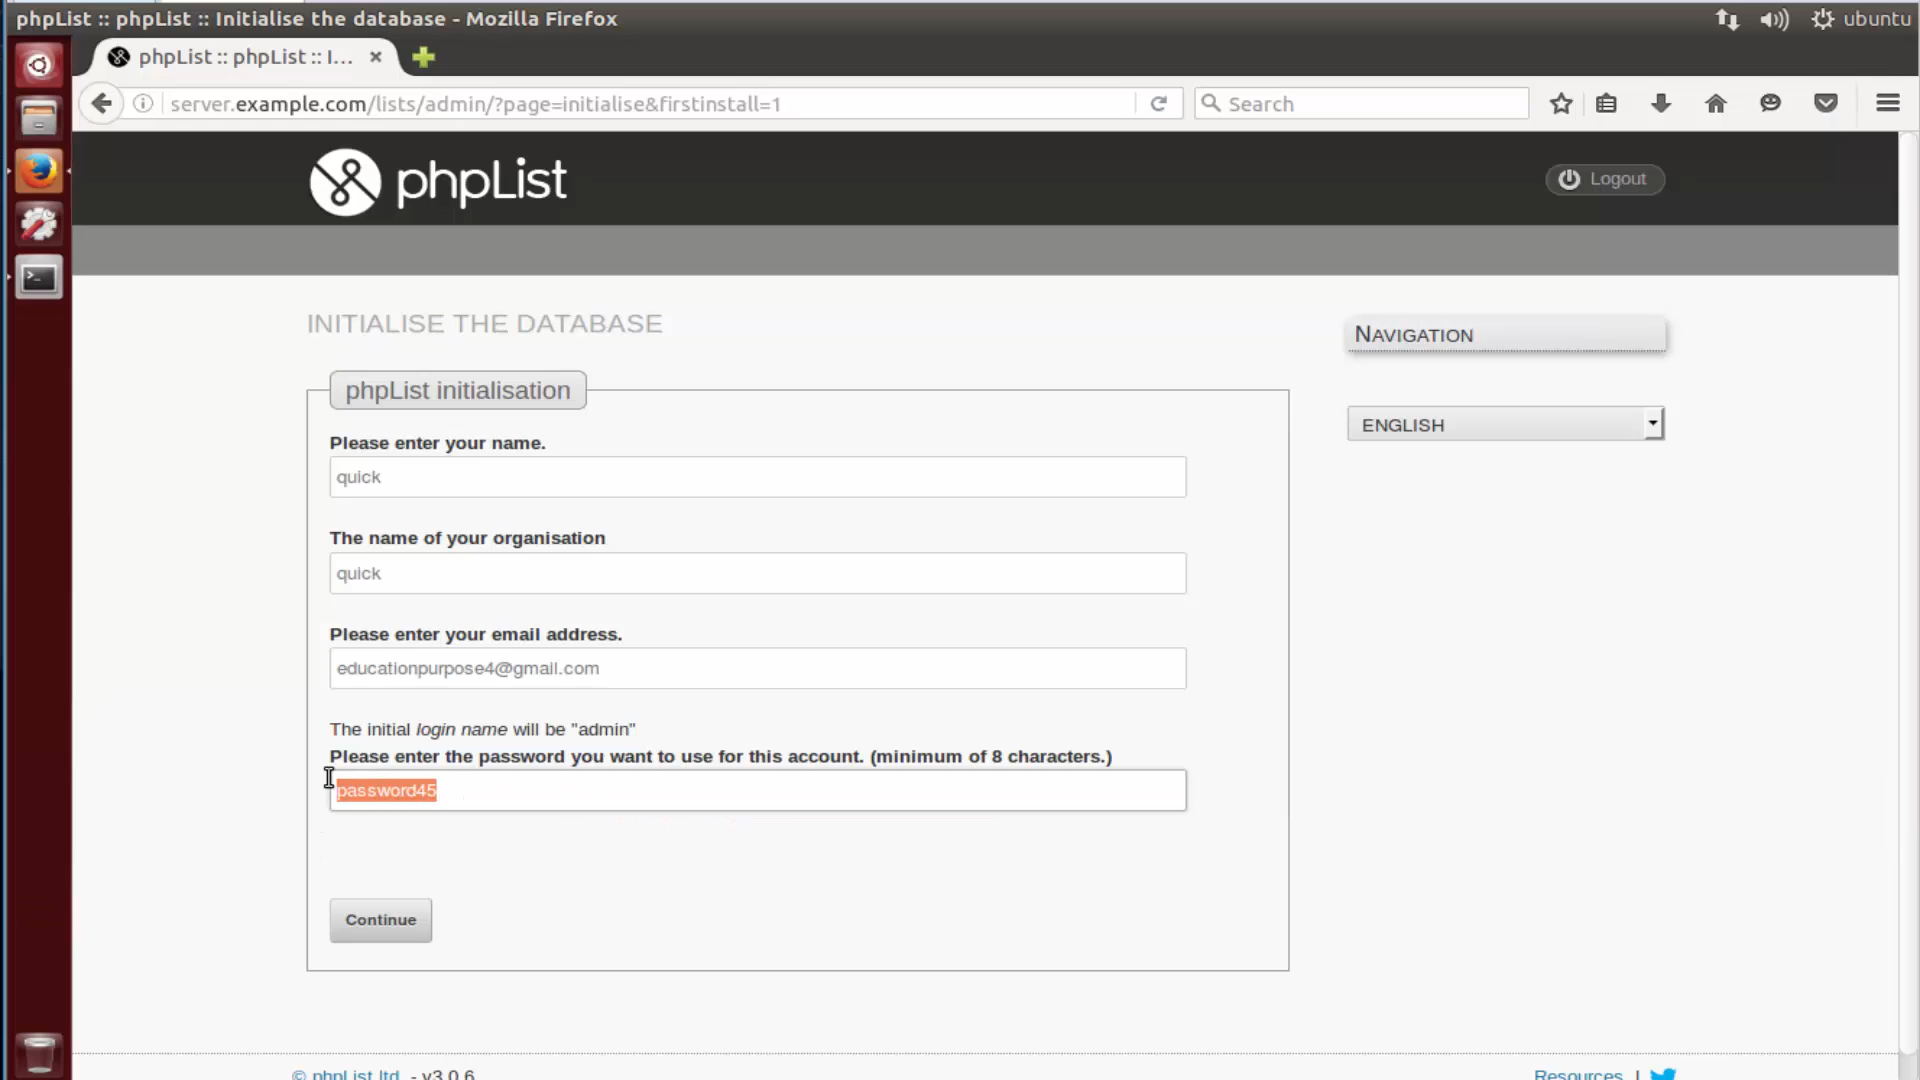 phpList :: phpList :: Initialise the database - Mozilla Firefox
ubuntu
phpList :: phpList :: I...
server.example.com/lists/admin/?page=initialise&firstinstall=1
Search
phpList
Logout
INITIALISE THE DATABASE
NAVIGATION
phpList initialisation
ENGLISH
Please enter your name.
quick
The name of your organisation
quick
Please enter your email address.
educationpurpose4@gmail.com
The initial login name will be "admin"
Please enter the password you want to use for this account. (minimum of 8 characters.)
password45
Continue
© phpList ltd. - v3.0.6
Resources |